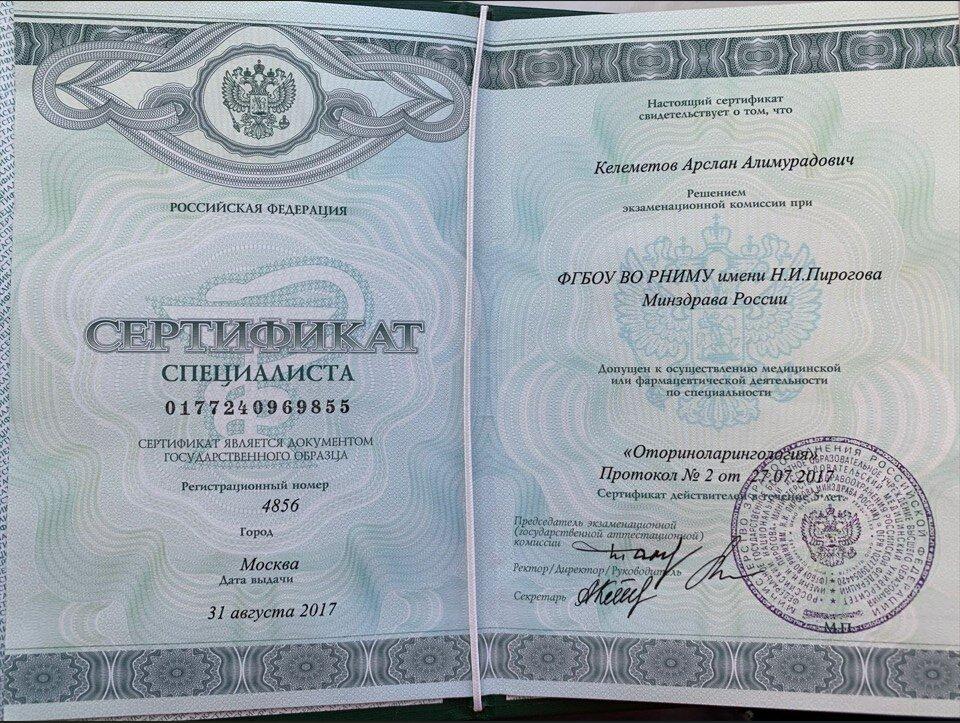 РОССИЙСКАЯ ФЕДЕРАЦИЯ
СЕРТИФИКАТ
СПЕЦИАЛИСТА
0177240969855
СЕРТИФИКАТ ЯВЛЯЕТСЯ ДОКУМЕНТОМ
ГОСУДАРСТВЕННОГО ОБРАЗЦА
Регистрационный номер
4856
Город
Москва
Дата выдачи
31 августа 2017
Настоящий сертификат
свидетельствует о том, что
Келеметов Арслан Алимурадович
Решением
экзаменационной комиссии при
ФГБОУ ВО РНИМУ имени Н.И.Пирогова
Минздрава России
Допущен к осуществлению медицинской
или фармацевтической деятельности
по специальности
«Оториноларингология»
Протокол № 2 от 27.07.2017
Сертификат действителен в течение 5 лет
Председатель экзаменационной
(государственной аттестационной)
комиссии
Ректор/Директор/Руководитель
Секретарь
М.П.